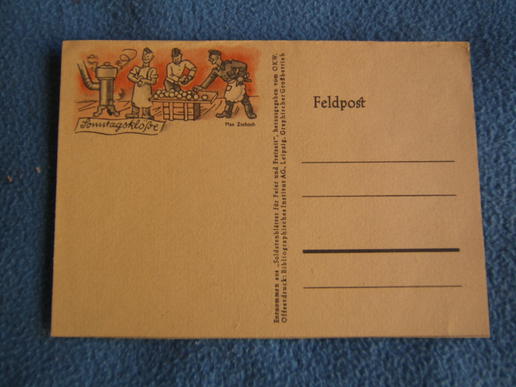 Sonntagsklöße
Max Zschoch
Entnommen aus „Soldatenblätter für Feier und Freizeit", herausgegeben vom OKW.
Offsetdruck: Bibliographisches Institut AG., Leipzig, Graphischer Großbetrieb
Feldpost